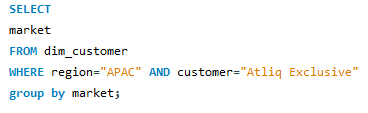 SELECT
market
FROM dim_customer
WHERE region="APAC" AND customer="Atliq Exclusive"
group by market;